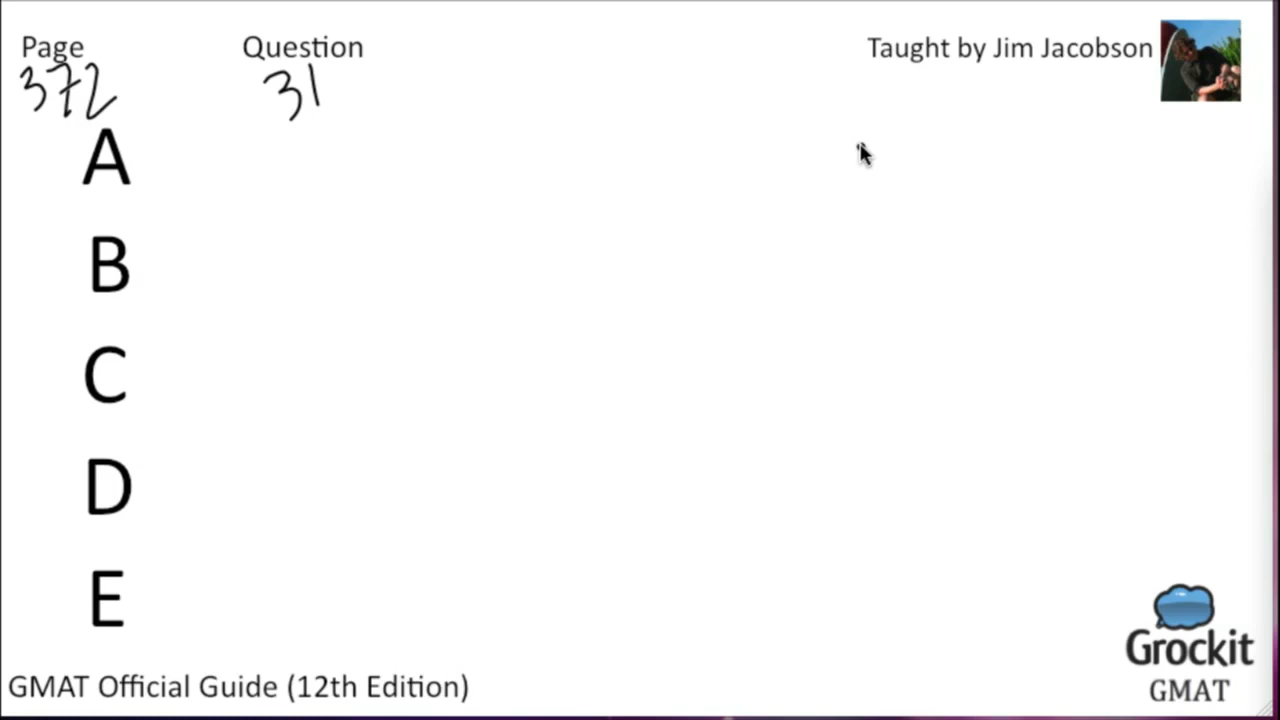 Page Question Taught by Jim Jacobson
372 31
A
B
C
D
E
Grockit
GMAT
GMAT Official Guide (12th Edition)